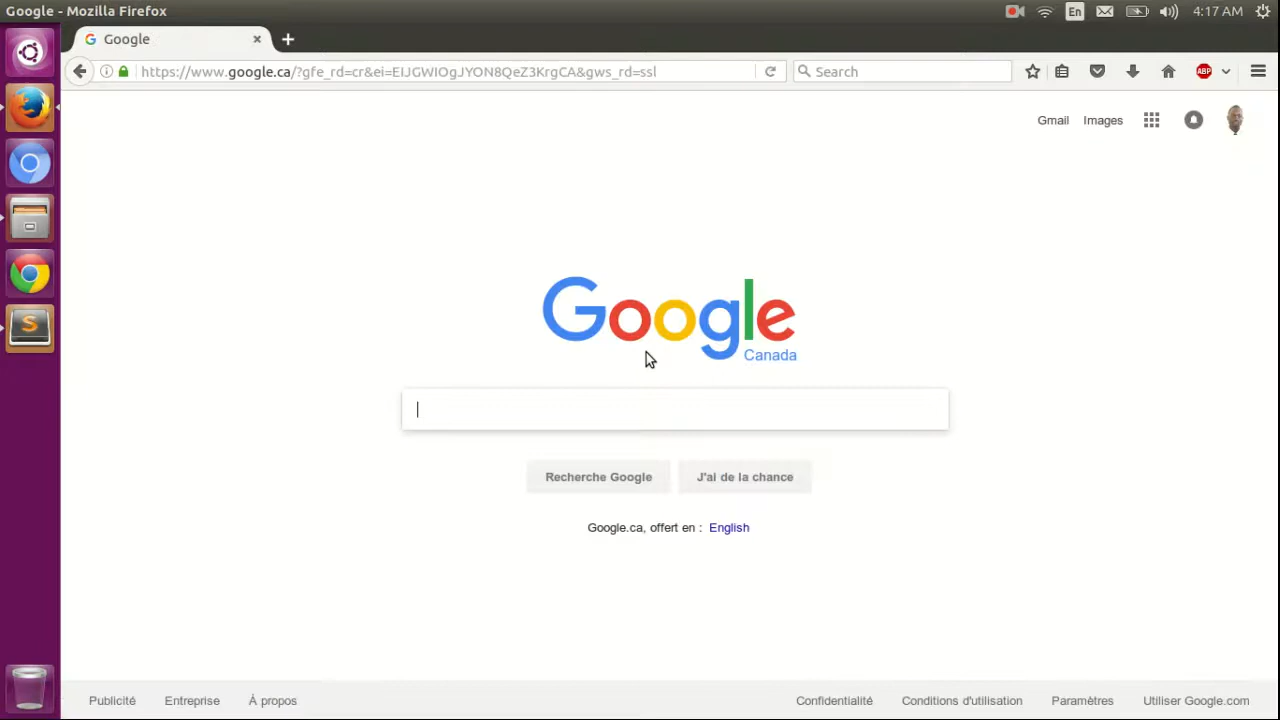 Google - Mozilla Firefox
En
4:17 AM
Google
https://www.google.ca/?gfe_rd=cr&ei=EIJGWIOgJYON8QeZ3KrgCA&gws_rd=ssl
Search
ABP
Gmail
Images
Google
Canada
Recherche Google
J'ai de la chance
Google.ca, offert en : English
Publicité
Entreprise
À propos
Confidentialité
Conditions d'utilisation
Paramètres
Utiliser Google.com